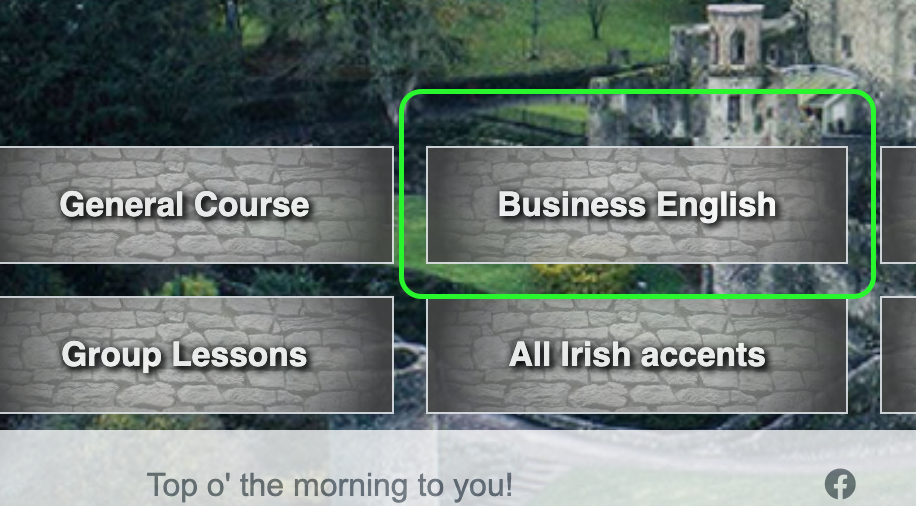 General Course
Business English
Group Lessons
All Irish accents
Top o' the morning to you!